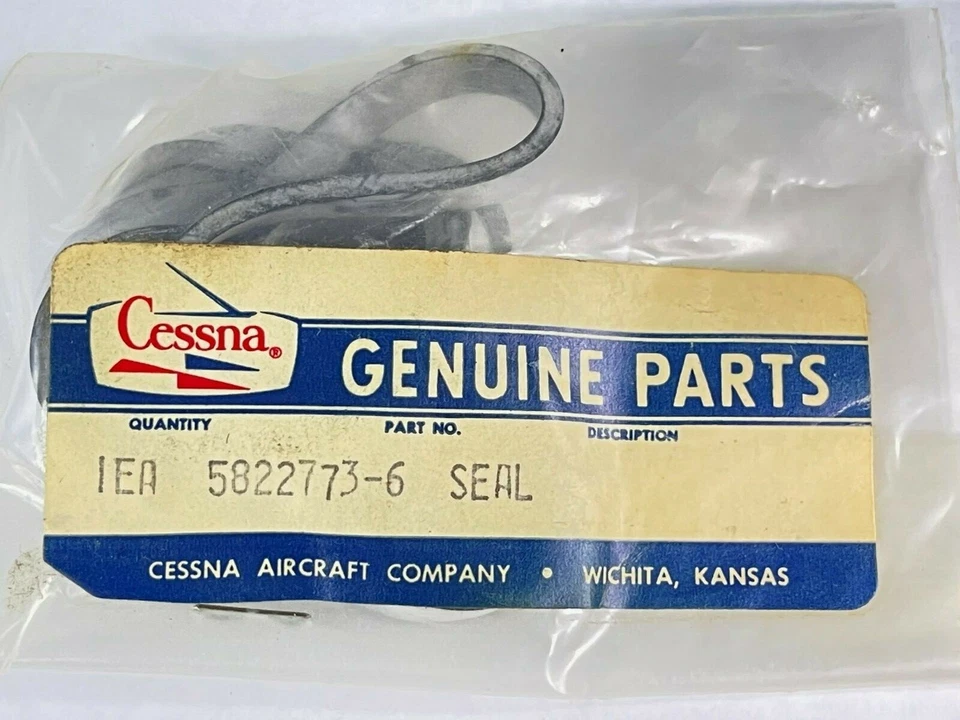 Cessna®
GENUINE PARTS
QUANTITY PART NO. DESCRIPTION
1EA 5822773-6 SEAL
CESSNA AIRCRAFT COMPANY • WICHITA, KANSAS